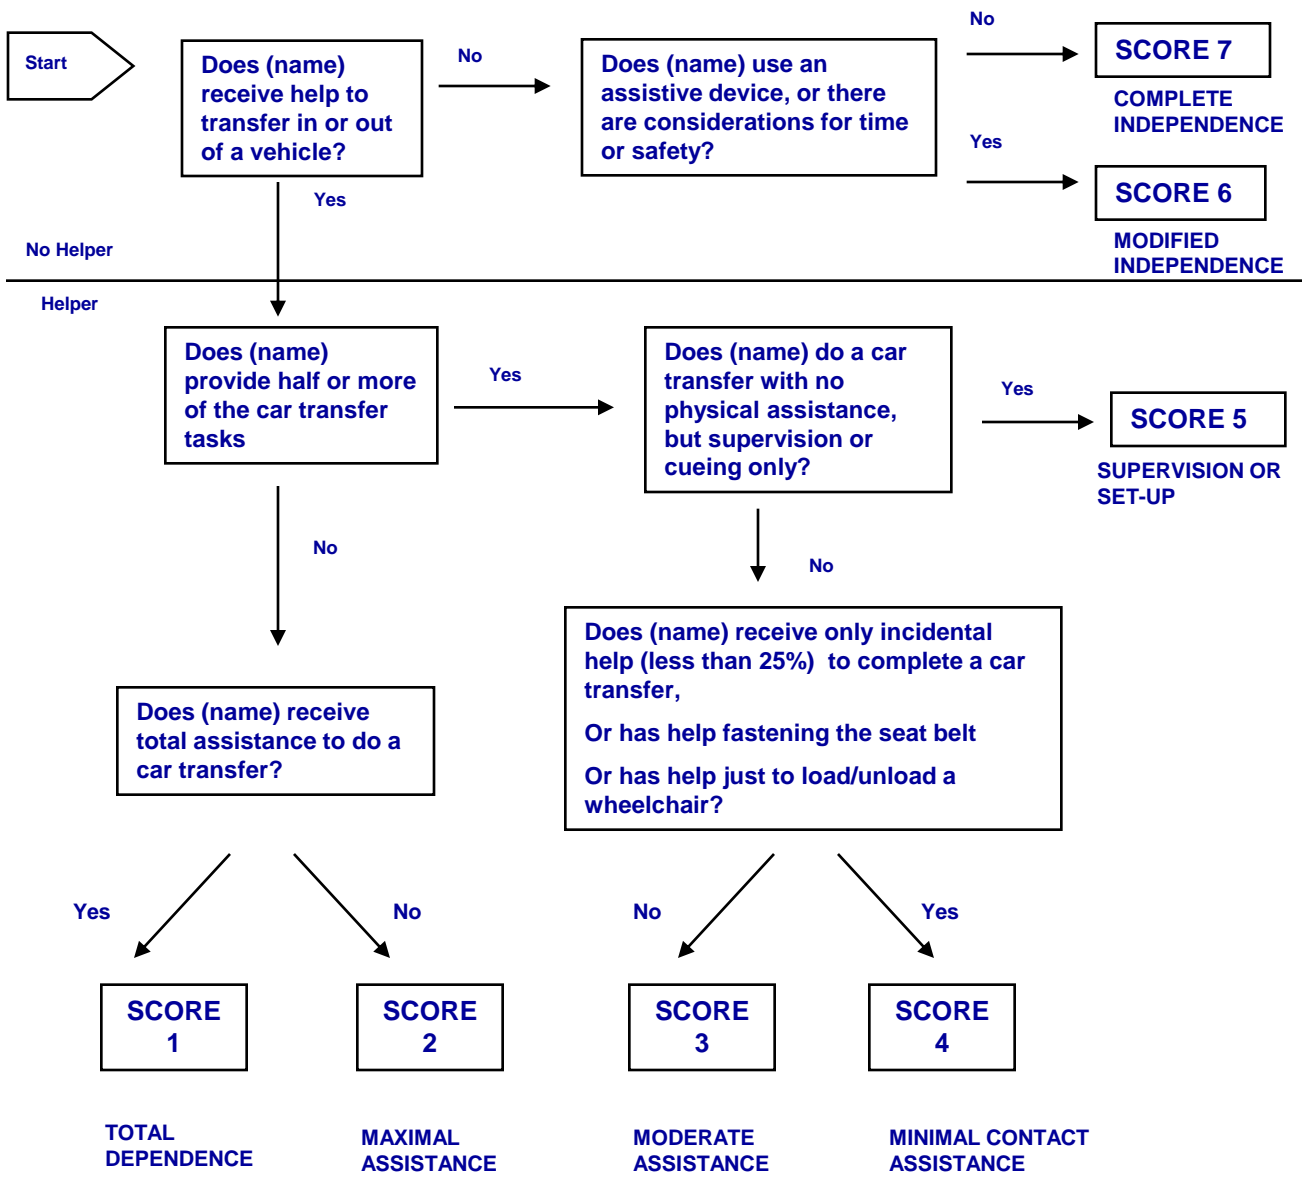 Start
Does (name)
receive help to
transfer in or out
of a vehicle?
No
Does (name) use an
assistive device, or there
are considerations for time
or safety?
No
SCORE 7
COMPLETE
INDEPENDENCE
Yes
SCORE 6
MODIFIED
INDEPENDENCE
Yes
No Helper
Helper
Does (name)
provide half or more
of the car transfer
tasks
Yes
Does (name) do a car
transfer with no
physical assistance,
but supervision or
cueing only?
Yes
SCORE 5
SUPERVISION OR
SET-UP
No
No
Does (name) receive
total assistance to do a
car transfer?
Does (name) receive only incidental
help (less than 25%)  to complete a car
transfer,
Or has help fastening the seat belt
Or has help just to load/unload a
wheelchair?
Yes
No
No
Yes
SCORE
1
SCORE
2
SCORE
3
SCORE
4
TOTAL
DEPENDENCE
MAXIMAL
ASSISTANCE
MODERATE
ASSISTANCE
MINIMAL CONTACT
ASSISTANCE